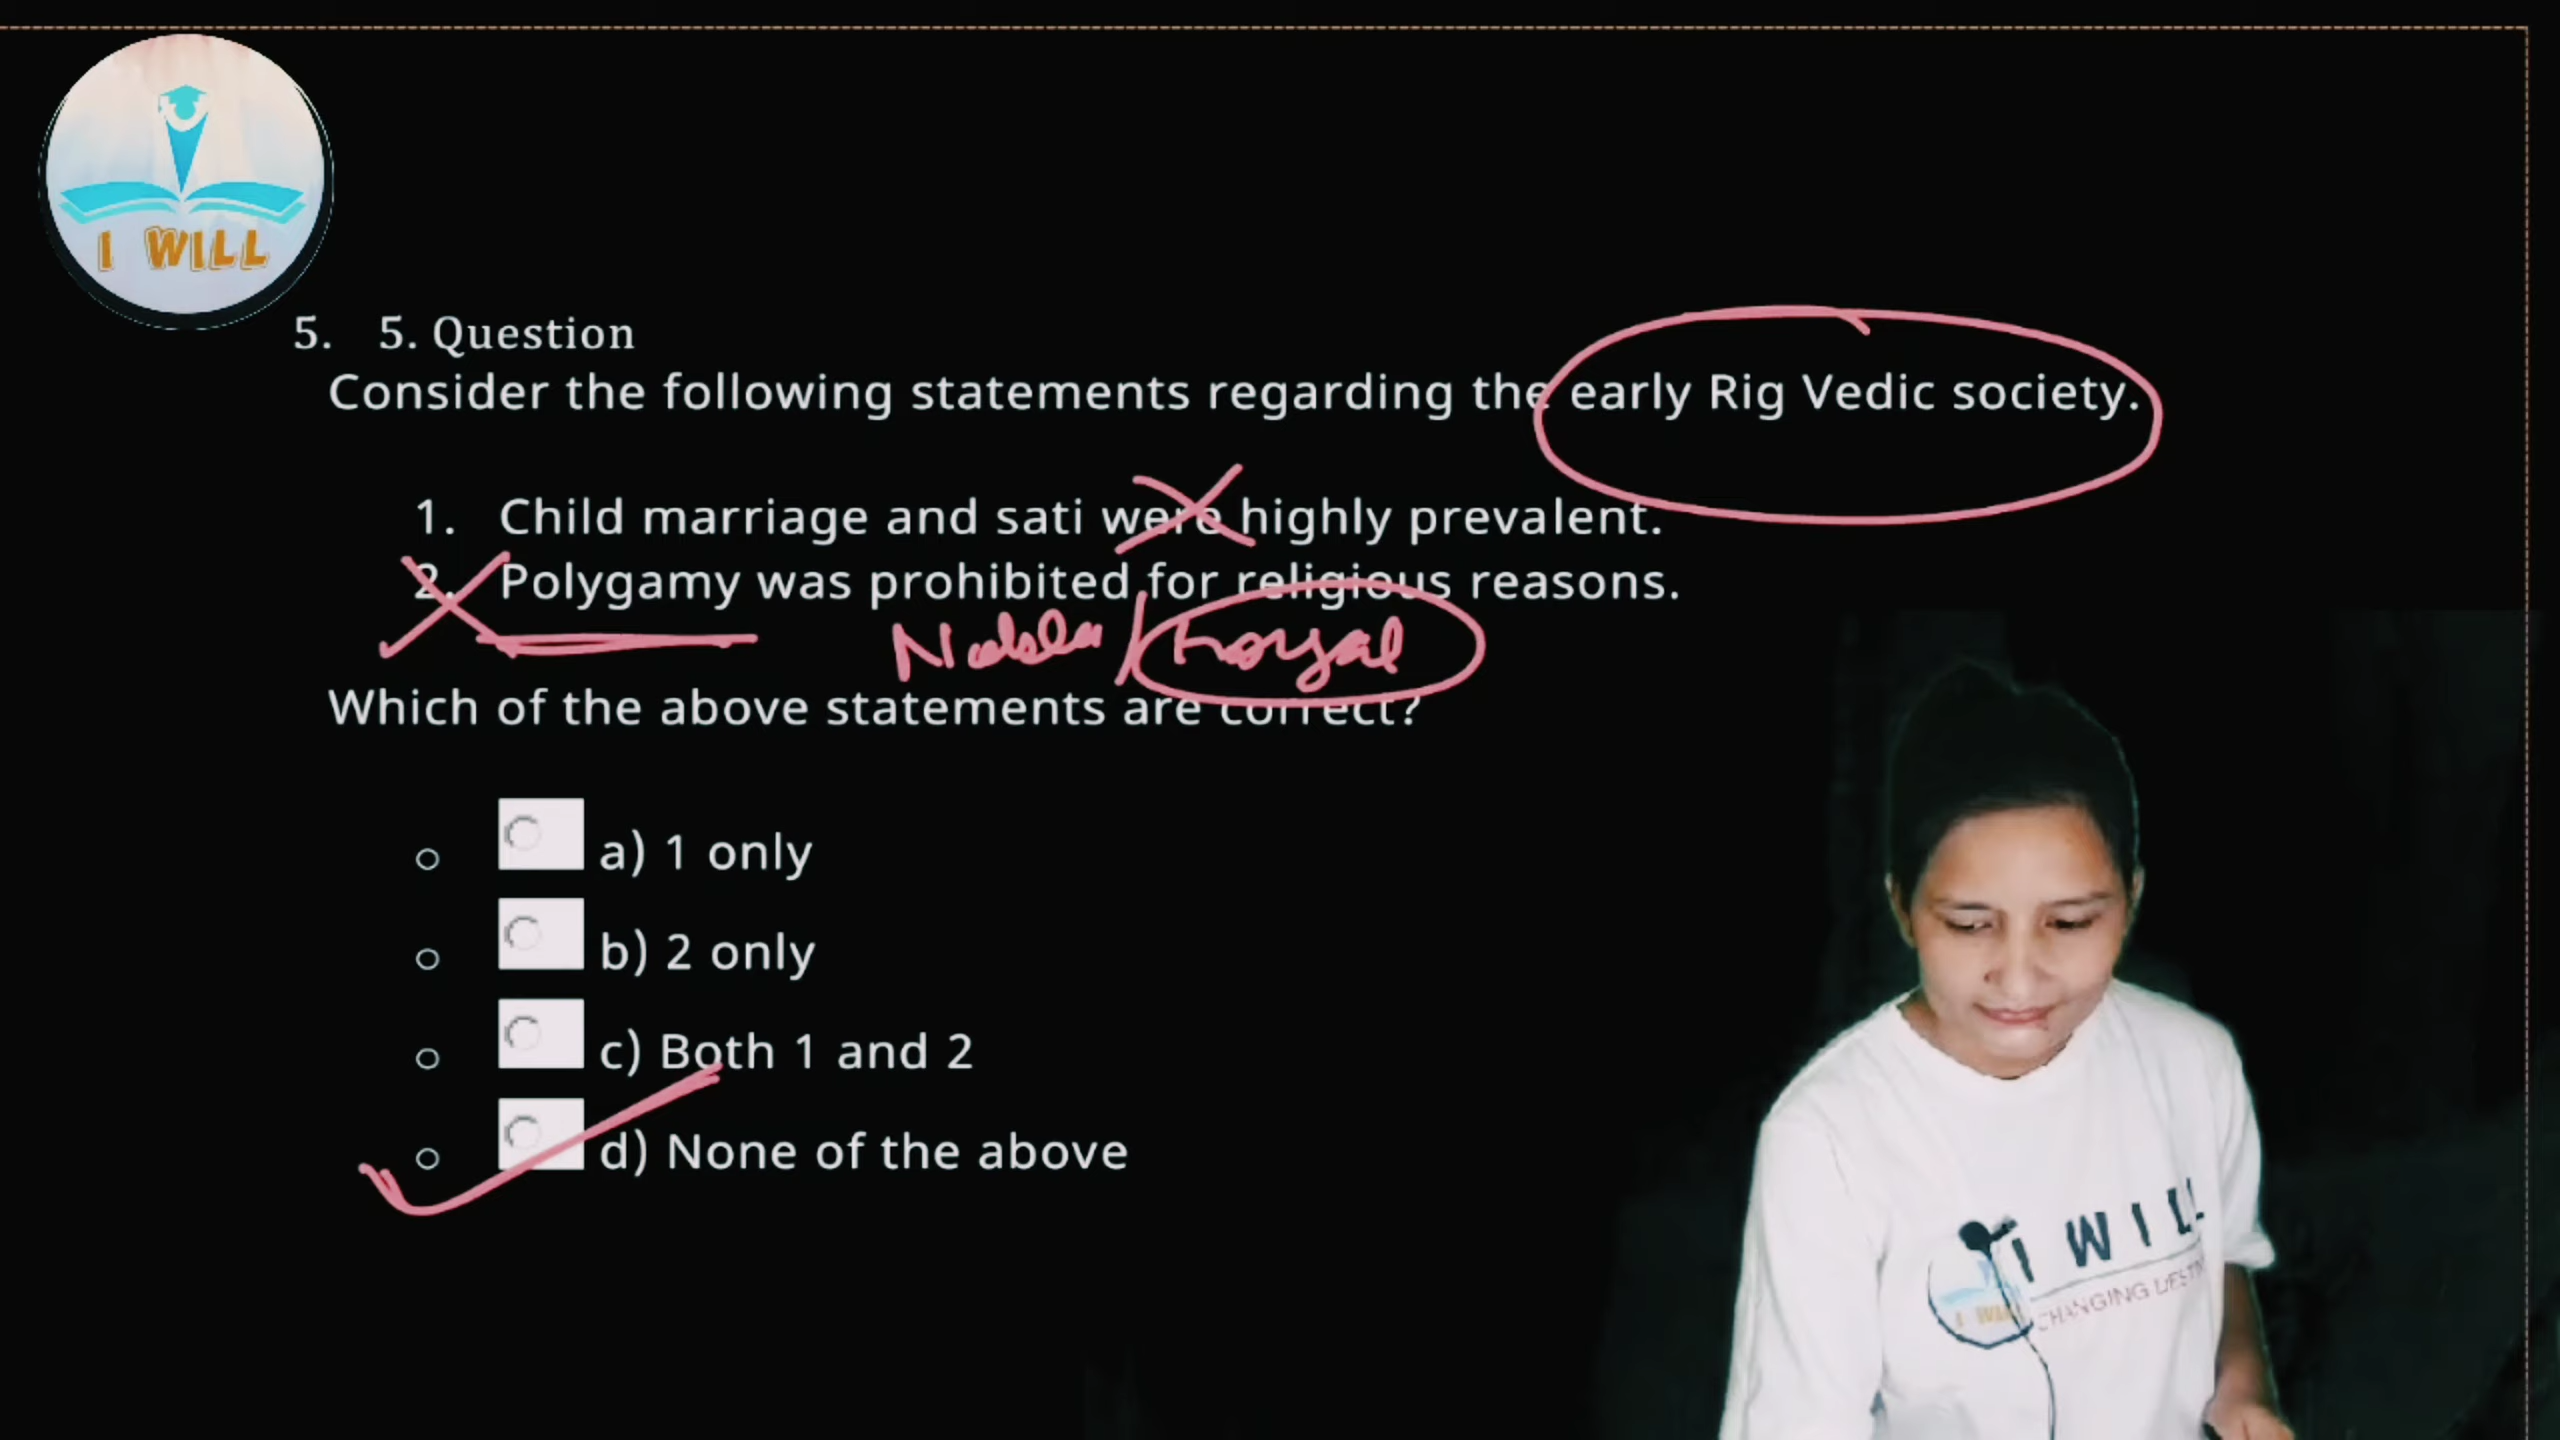 I WILL
5. 5. Question
Consider the following statements regarding the early Rig Vedic society.
1. Child marriage and sati were highly prevalent.
2. Polygamy was prohibited for religious reasons.
/ royal
Which of the above statements are correct?
a) 1 only
b) 2 only
c) Both 1 and 2
d) None of the above
I WILL
CHANGING
I